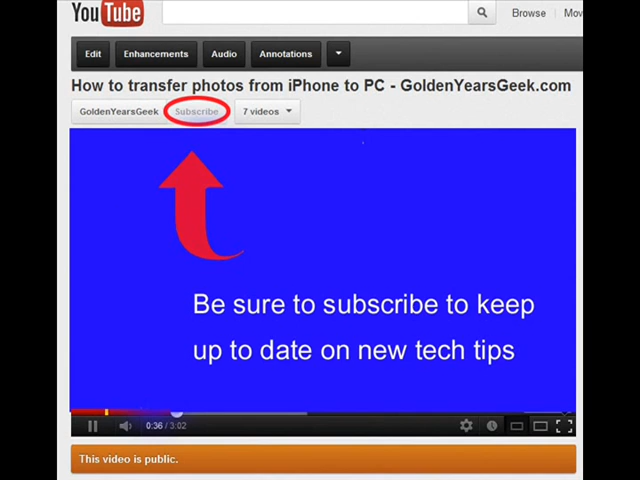 YouTube
Browse
Mov
Edit
Enhancements
Audio
Annotations
How to transfer photos from iPhone to PC - GoldenYearsGeek.com
GoldenYearsGeek
Subscribe
7 videos
Be sure to subscribe to keep
up to date on new tech tips
0:36 / 3:02
This video is public.